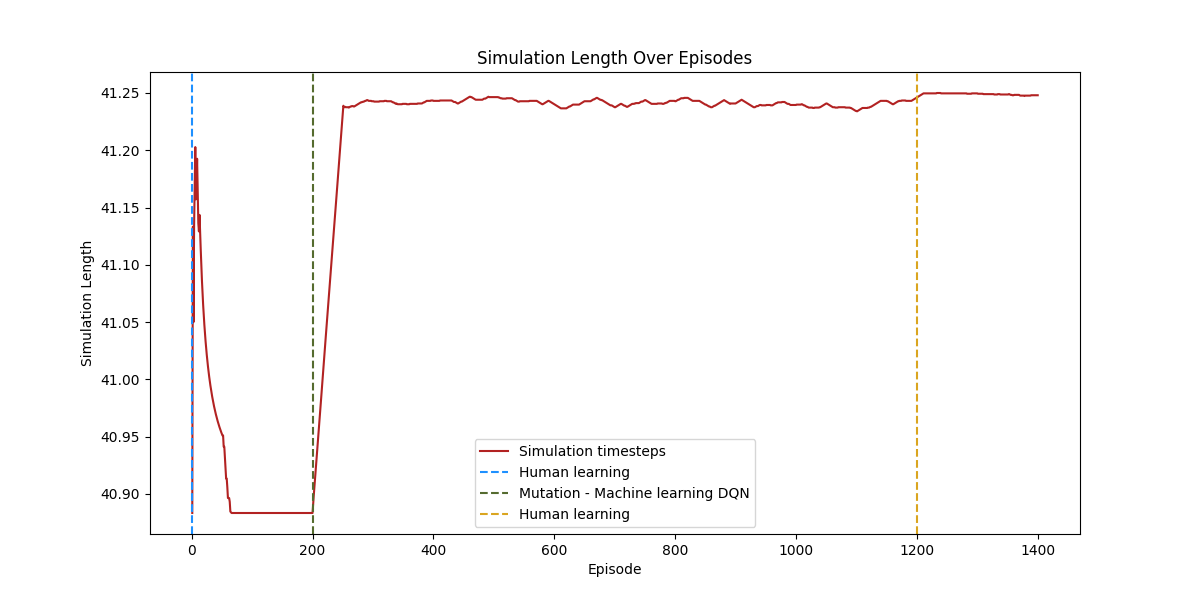 Simulation Length Over Episodes
Simulation Length
41.25
41.20
41.15
41.10
41.05
41.00
40.95
40.90
Simulation timesteps
Human learning
Mutation - Machine learning DQN
Human learning
0 200 400 600 800 1000 1200 1400
Episode